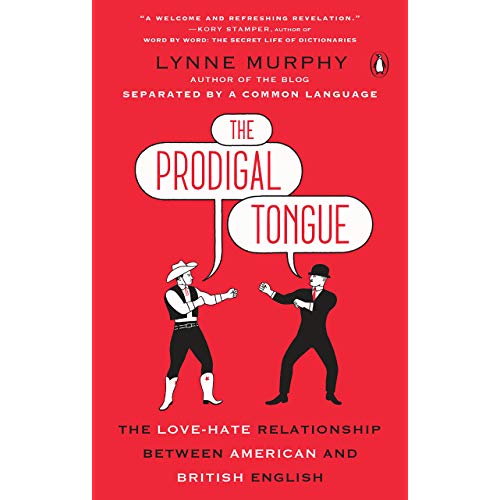 "A WELCOME AND REFRESHING REVELATION."
—KORY STAMPER, AUTHOR OF
WORD BY WORD: THE SECRET LIFE OF DICTIONARIES
LYNNE MURPHY
AUTHOR OF THE BLOG
SEPARATED BY A COMMON LANGUAGE
THE
PRODIGAL
TONGUE
THE LOVE-HATE RELATIONSHIP
BETWEEN AMERICAN AND
BRITISH ENGLISH